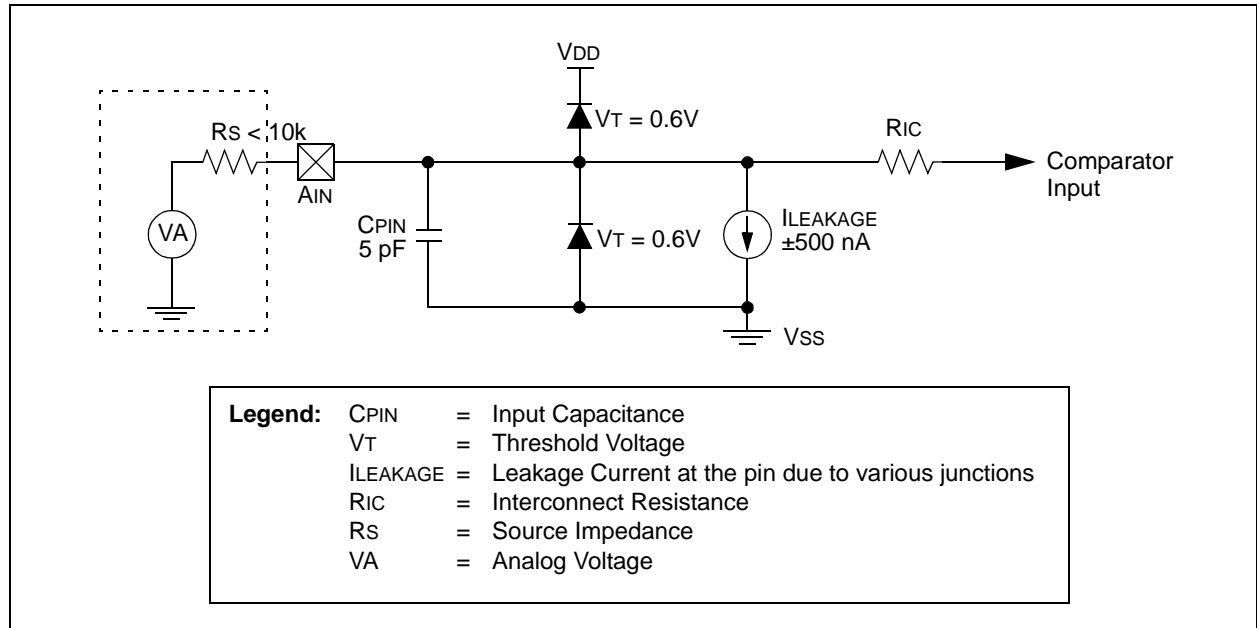 VDD
VT = 0.6V
RS < 10k
RIC
AIN
Comparator
Input
VA
CPIN
5 pF
VT = 0.6V
ILEAKAGE
±500 nA
VSS
Legend: CPIN = Input Capacitance
VT = Threshold Voltage
ILEAKAGE = Leakage Current at the pin due to various junctions
RIC = Interconnect Resistance
RS = Source Impedance
VA = Analog Voltage